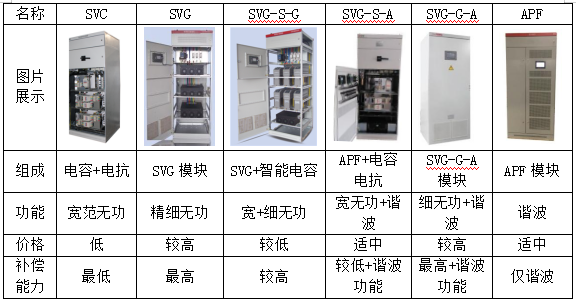 名称 SVC SVG SVG-S-G SVG-S-A SVG-G-A APF
图片
展示
组成 电容+电抗 SVG 模块 SVG+智能电容 APF+电容
电抗 SVG-G-A
模块 APF 模块
功能 宽范无功 精细无功 宽+细无功 宽无功+谐
波 细无功+谐
波 谐波
价格 低 较高 较低 适中 较高 适中
补偿
能力 最低 最高 较高 较低+谐波
功能 最高+谐波
功能 仅谐波